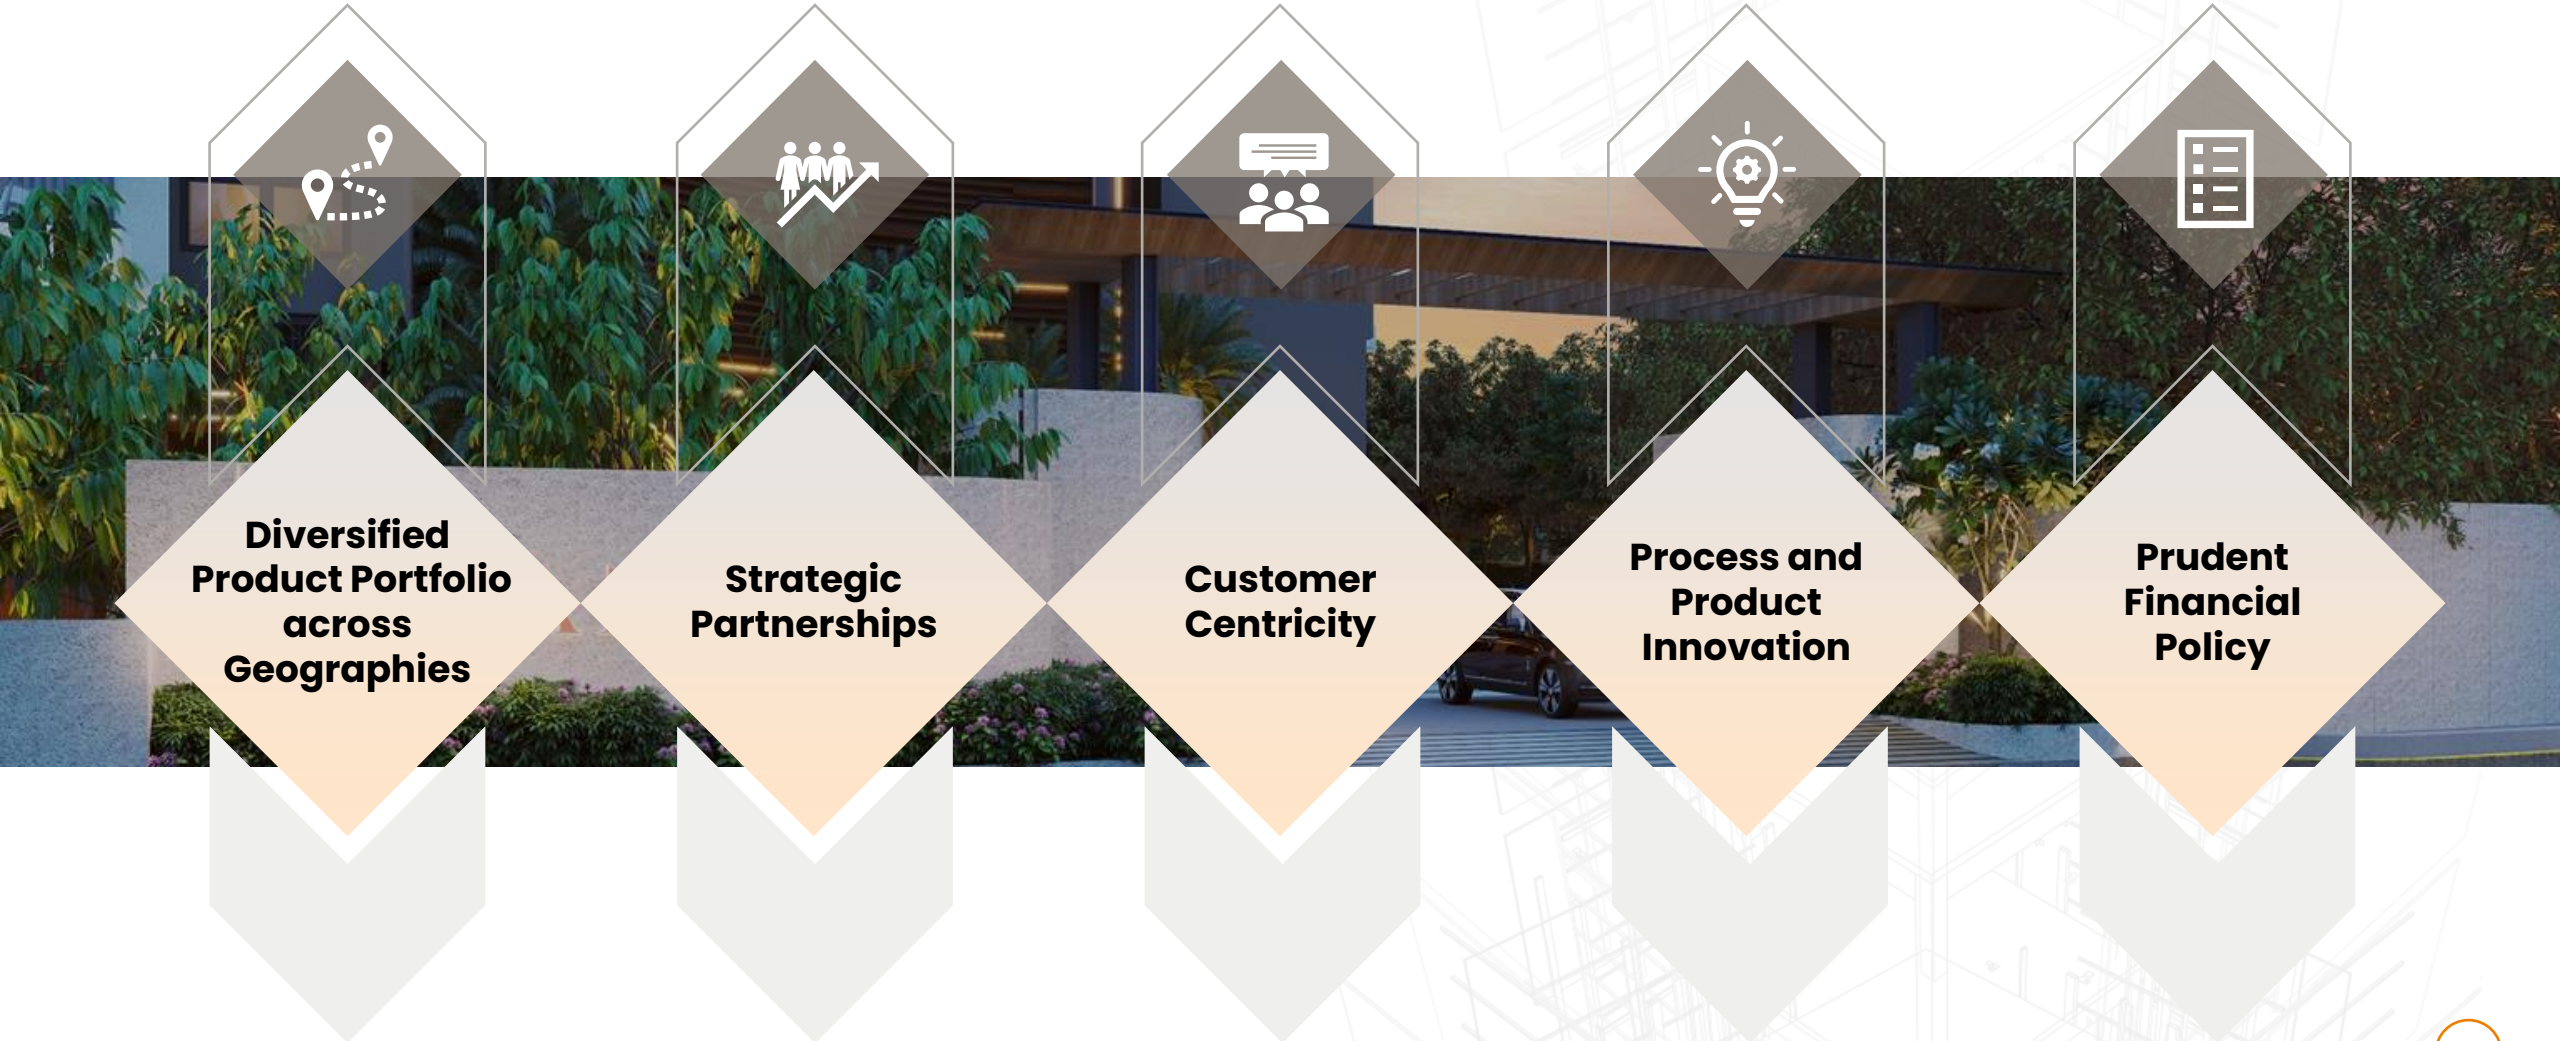 Diversified
Product Portfolio
across
Geographies
Strategic
Partnerships
Customer
Centricity
Process and
Product
Innovation
Prudent
Financial
Policy